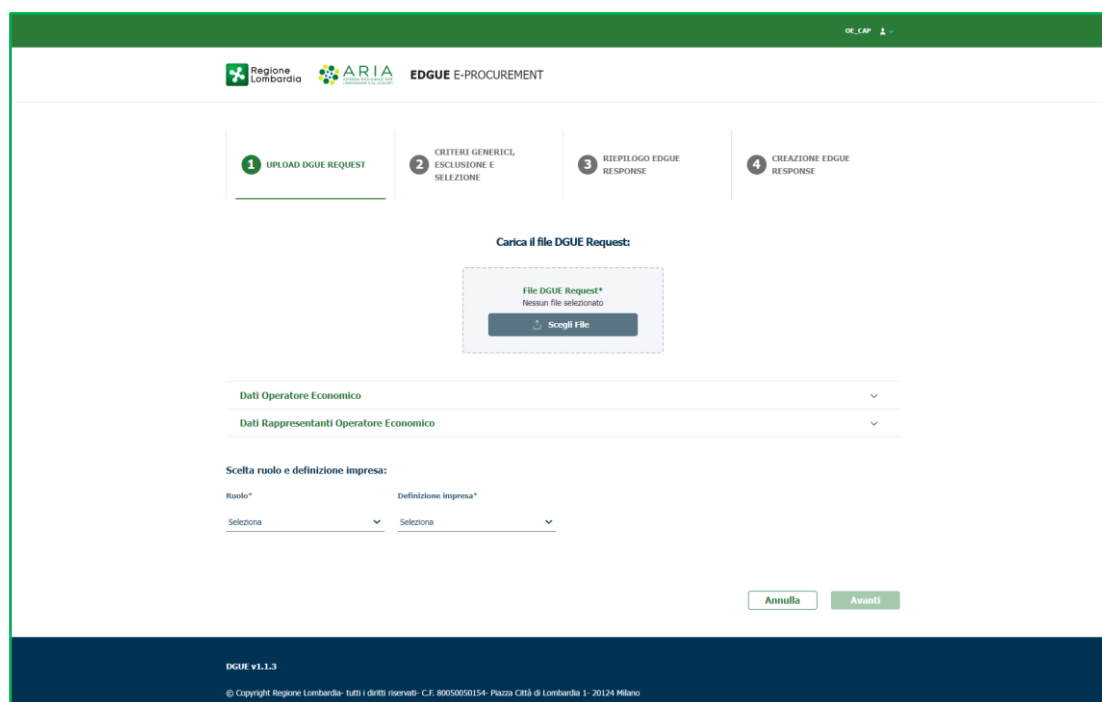 OE_CAP
Regione
Lombardia
ARIA
EDGUE E-PROCUREMENT
1 UPLOAD DGUE REQUEST
2 CRITERI GENERICI,
ESCLUSIONE E
SELEZIONE
3 RIEPILOGO EDGUE
RESPONSE
4 CREAZIONE EDGUE
RESPONSE
Carica il file DGUE Request:
File DGUE Request*
Nessun file selezionato
Scegli File
Dati Operatore Economico
Dati Rappresentanti Operatore Economico
Scelta ruolo e definizione impresa:
Ruolo* Definizione impresa*
Seleziona Seleziona
Annulla Avanti
DGUE v1.1.3
© Copyright Regione Lombardia- tutti i diritti riservati- C.F. 80050050154- Piazza Città di Lombardia 1- 20124 Milano